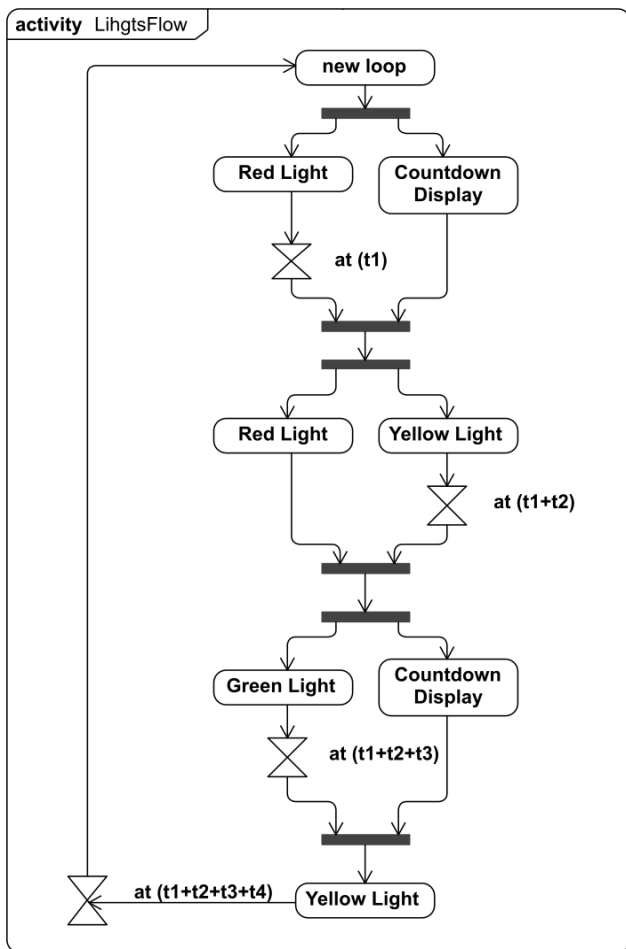 activity LihgtsFlow
new loop
Red Light
Countdown
Display
at (t1)
Red Light
Yellow Light
at (t1+t2)
Green Light
Countdown
Display
at (t1+t2+t3)
at (t1+t2+t3+t4)
Yellow Light